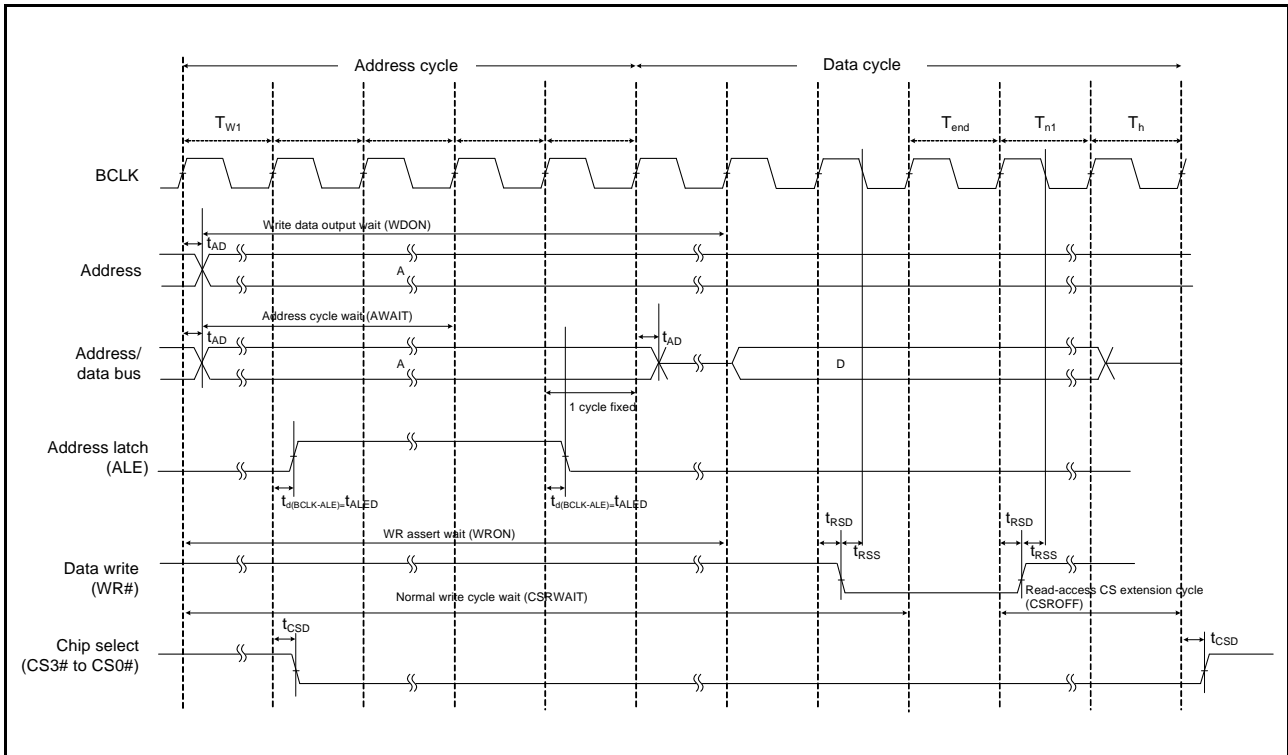 Address cycle Data cycle
TW1 Tend Tn1 Th
BCLK
Write data output wait (WDON)
tAD
Address
A
Address cycle wait (AWAIT)
tAD tAD
Address/
data bus
A D
1 cycle fixed
Address latch
(ALE)
td(BCLK-ALE)=tALED td(BCLK-ALE)=tALED
tRSD tRSD
WR assert wait (WRON)
tRSS tRSS
Data write
(WR#)
Normal write cycle wait (CSRWAIT)
Read-access CS extension cycle
(CSROFF)
tCSD tCSD
Chip select
(CS3# to CS0#)